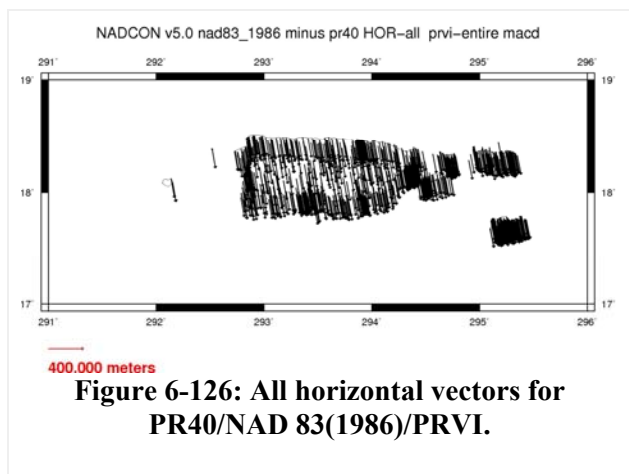 NADCON v5.0 nad83_1986 minus pr40 HOR-all prvi-entire macd
291˚ 292˚ 293˚ 294˚ 295˚ 296˚
19˚ 19˚
18˚ 18˚
17˚ 17˚
291˚ 292˚ 293˚ 294˚ 295˚ 296˚
400.000 meters
Figure 6-126: All horizontal vectors for
PR40/NAD 83(1986)/PRVI.